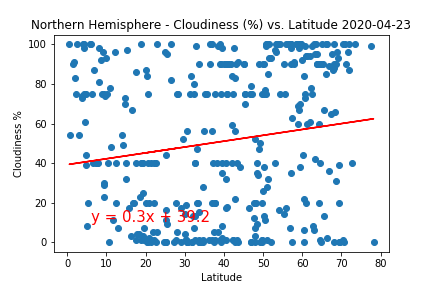 Northern Hemisphere - Cloudiness (%) vs. Latitude 2020-04-23
100
80
60
40
20
0
Cloudiness %
y = 0.3x + 39.2
0 10 20 30 40 50 60 70 80
Latitude